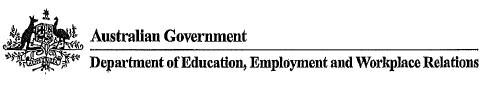 Australian Government
Department of Education, Employment and Workplace Relations